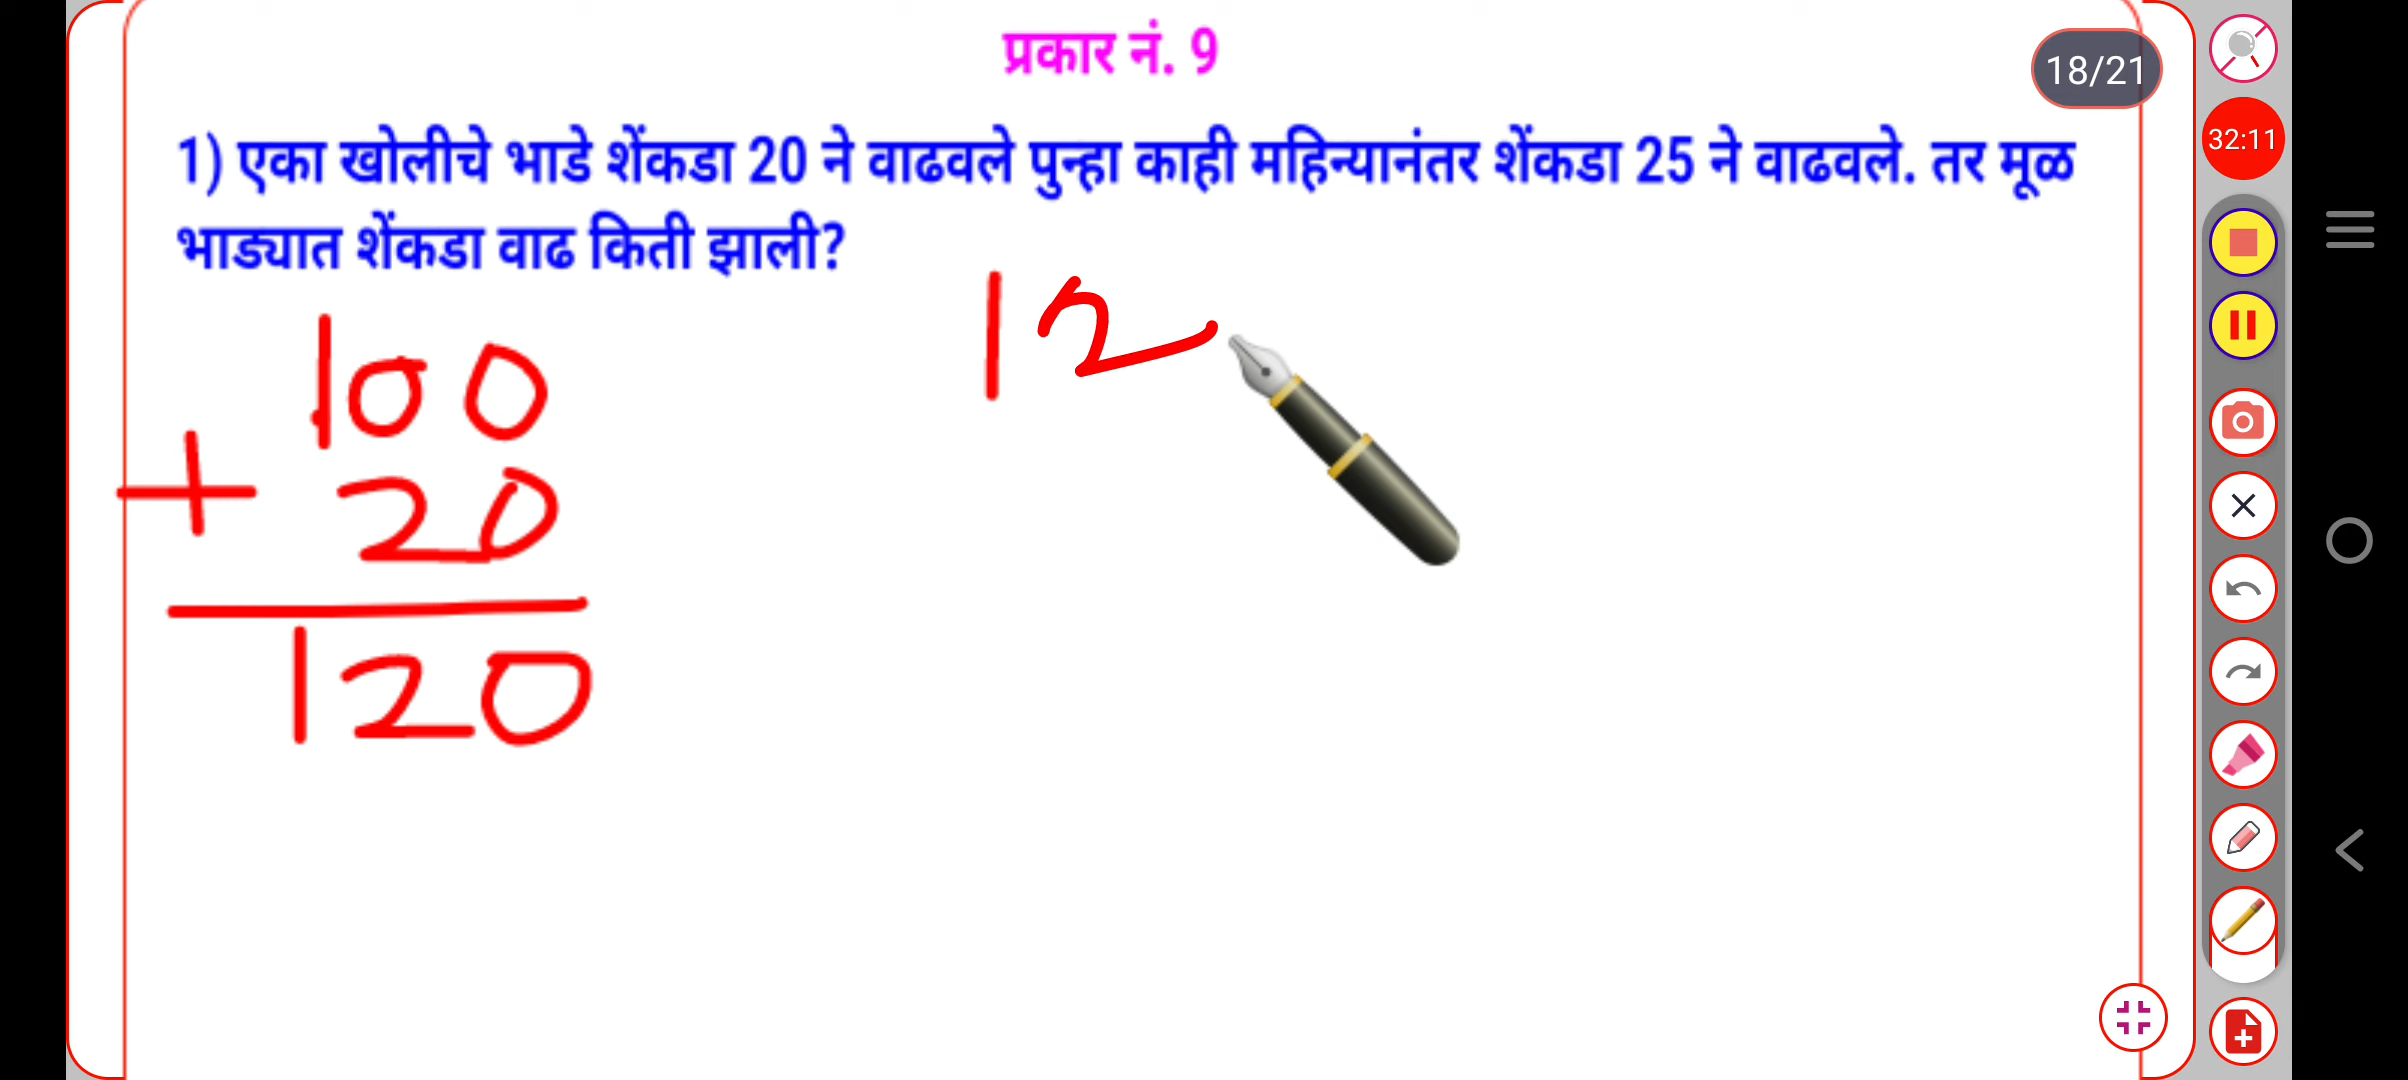 प्रकार नं. 9
18/21
32:11
1) एका खोलीचे भाडे शेंकडा 20 ने वाढवले पुन्हा काही महिन्यानंतर शेंकडा 25 ने वाढवले. तर मूळ
भाड्यात शेंकडा वाढ किती झाली?
100
+ 20
120
12